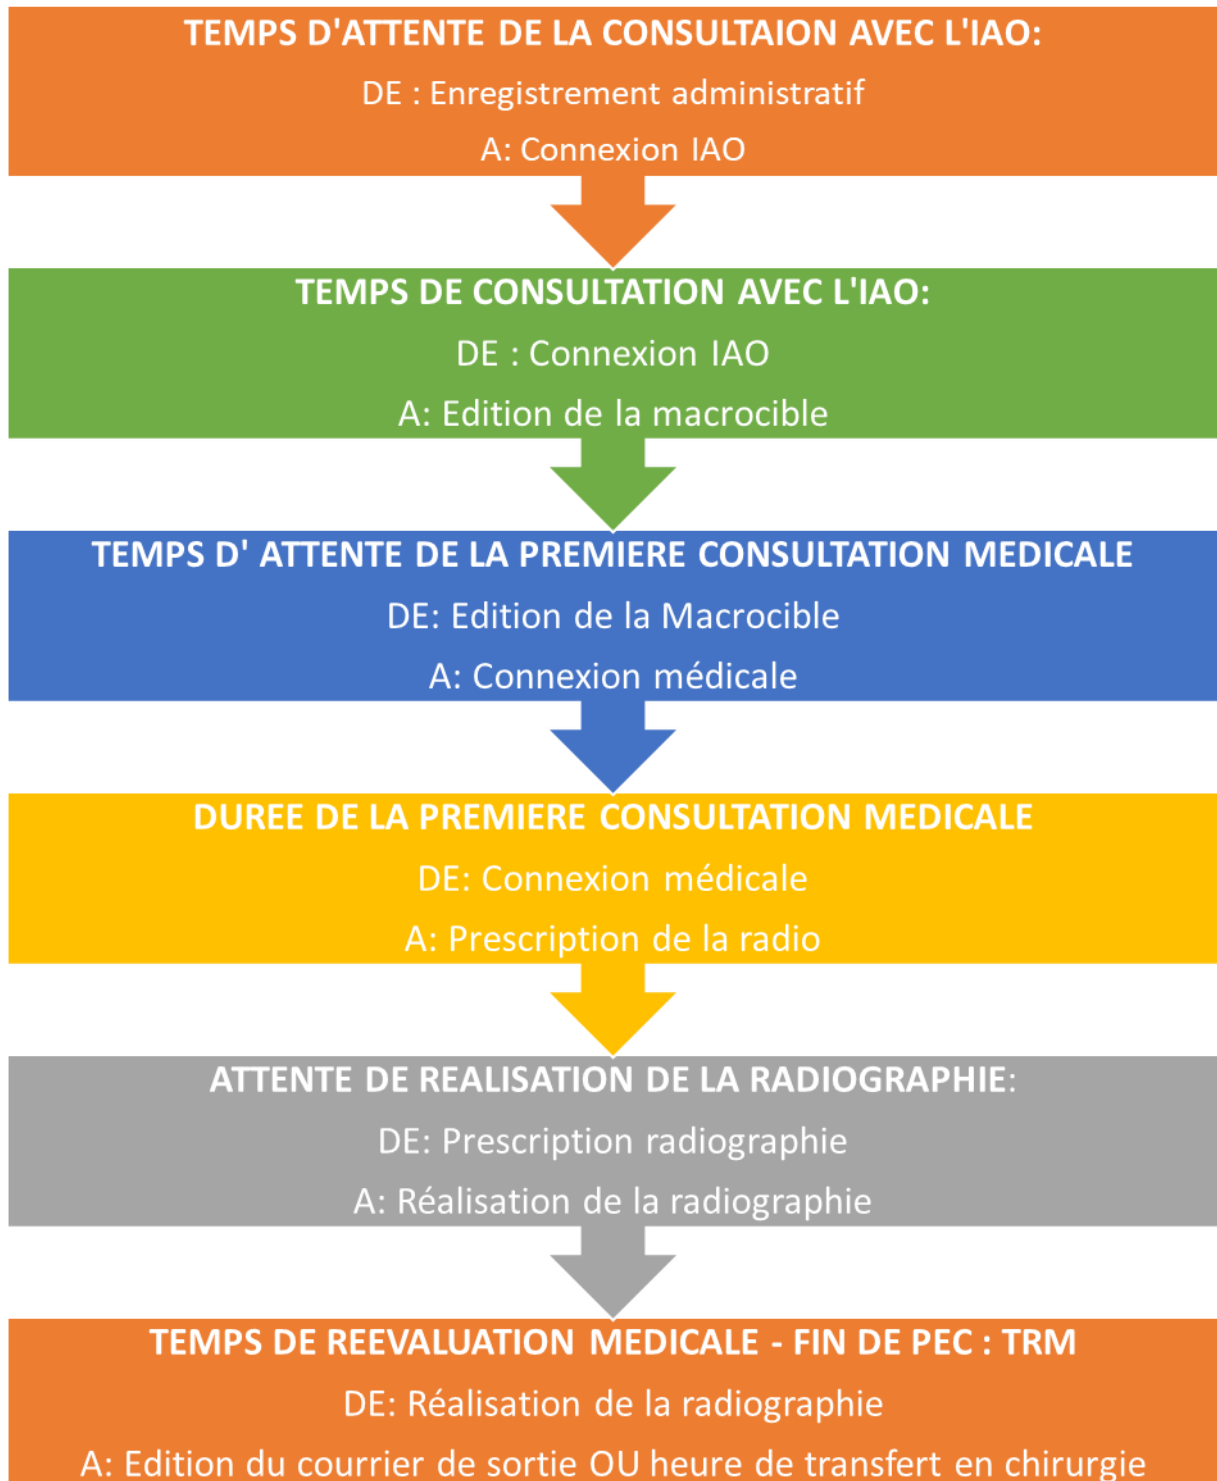 TEMPS D'ATTENTE DE LA CONSULTAION AVEC L'IAO:
DE : Enregistrement administratif
A: Connexion IAO
TEMPS DE CONSULTATION AVEC L'IAO:
DE : Connexion IAO
A: Edition de la macrocible
TEMPS D' ATTENTE DE LA PREMIERE CONSULTATION MEDICALE
DE: Edition de la Macrocible
A: Connexion médicale
DUREE DE LA PREMIERE CONSULTATION MEDICALE
DE: Connexion médicale
A: Prescription de la radio
ATTENTE DE REALISATION DE LA RADIOGRAPHIE:
DE: Prescription radiographie
A: Réalisation de la radiographie
TEMPS DE REEVALUATION MEDICALE - FIN DE PEC : TRM
DE: Réalisation de la radiographie
A: Edition du courrier de sortie OU heure de transfert en chirurgie